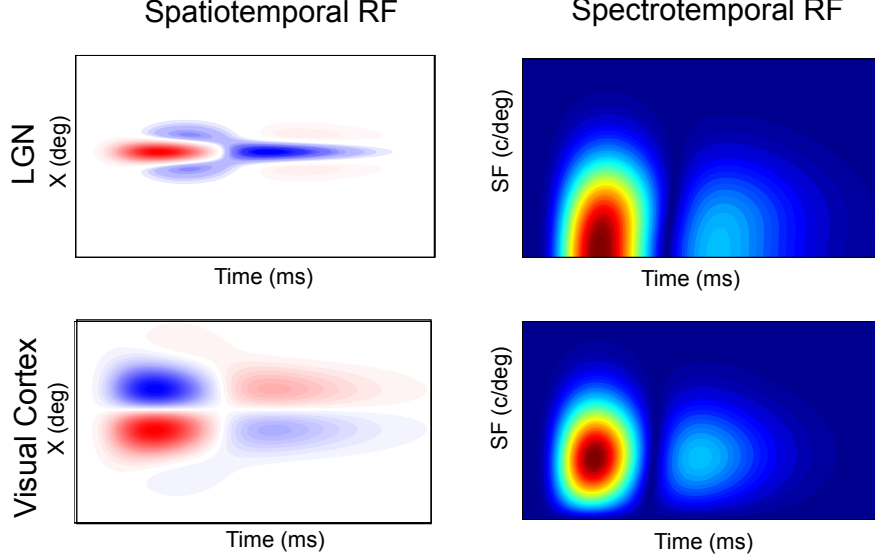 Spatiotemporal RF
Spectrotemporal RF
LGN
X (deg)
Time (ms)
SF (c/deg)
Time (ms)
Visual Cortex
X (deg)
Time (ms)
SF (c/deg)
Time (ms)